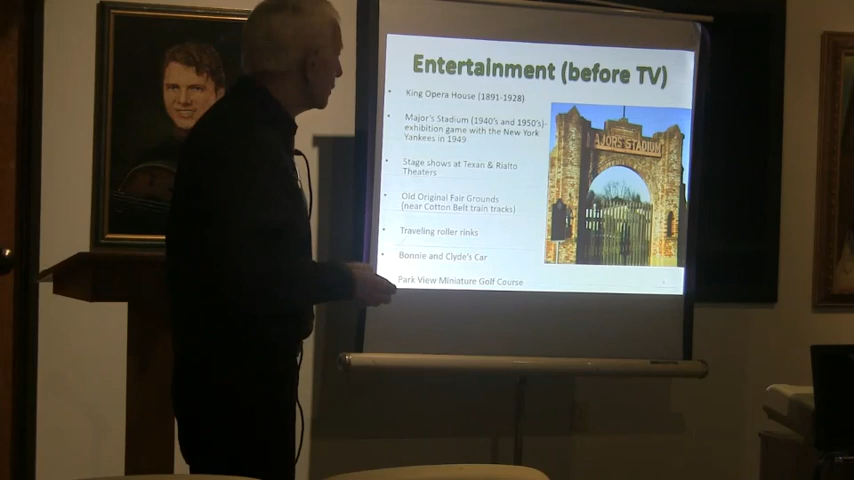 Entertainment (before TV)
King Opera House (1891-1928)
Major's Stadium (1940's and 1950's)-
exhibition game with the New York
Yankees in 1949
Stage shows at Texan & Rialto
Theaters
Old Original Fair Grounds
(near Cotton Belt train tracks)
Traveling roller rinks
Bonnie and Clyde's Car
Park View Miniature Golf Course
AJORS STADIUM